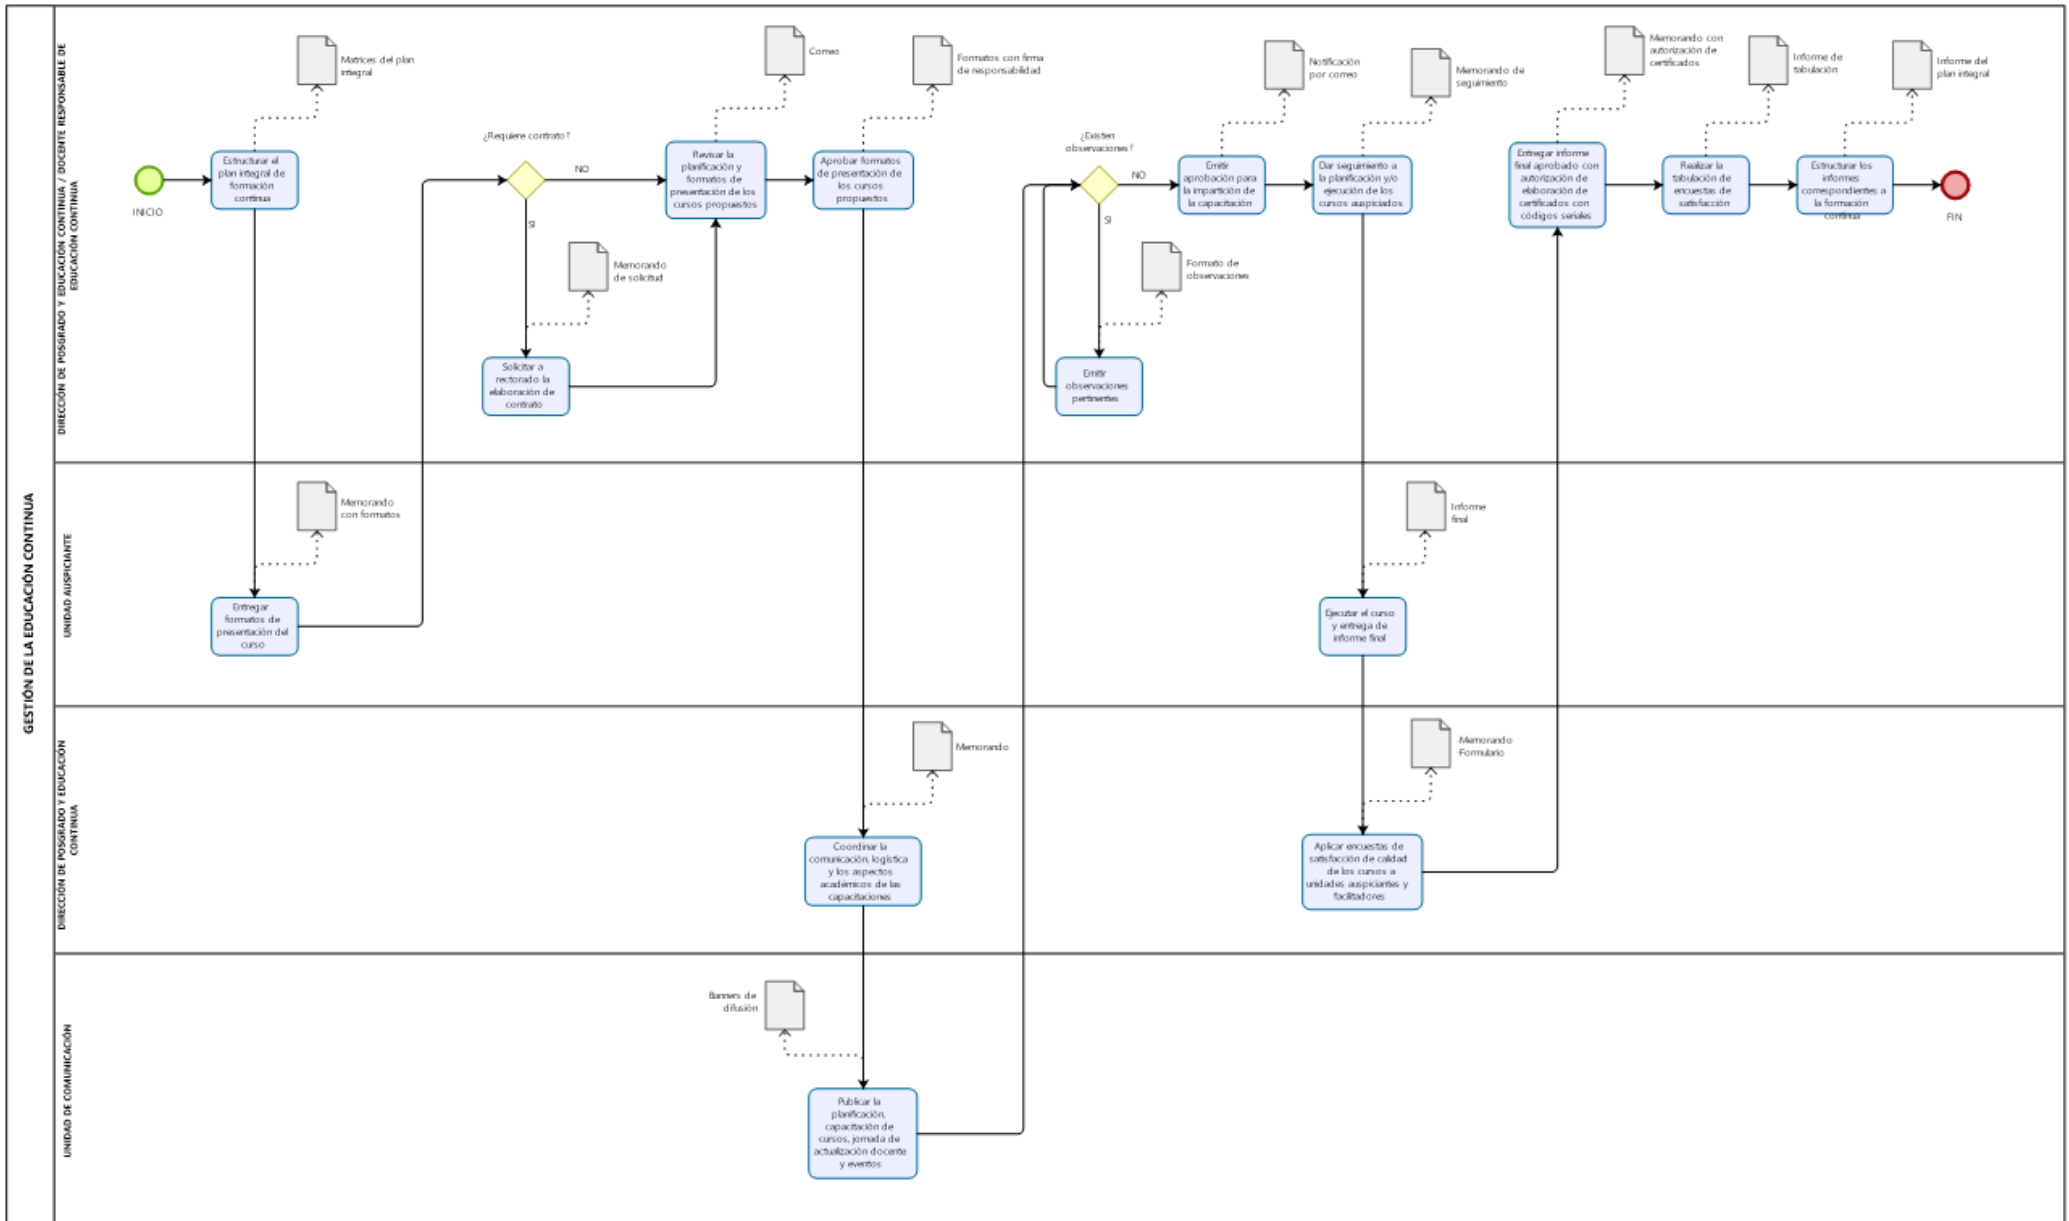 GESTIÓN DE LA EDUCACIÓN CONTINUA
DIRECCIÓN DE POSGRADO Y EDUCACIÓN CONTINUA / DOCENTE RESPONSABLE DE
EDUCACIÓN CONTINUA
INICIO
Estructurar el
plan integral de
formación
continua
Matrices del plan
integral
¿Requiere contrato?
NO
SI
Memorando
de solicitud
Solicitar a
rectorado la
elaboración de
contrato
Revisar la
planificación y
formatos de
presentación de los
cursos propuestos
Correo
Aprobar formatos
de presentación de
los cursos
propuestos
Formatos con firma
de responsabilidad
¿Existen
observaciones?
NO
SI
Formato de
observaciones
Emitir
observaciones
pertinentes
Emitir
aprobación para
la impartición de
la capacitación
Notificación
por correo
Dar seguimiento a
la planificación y/o
ejecución de los
cursos auspiciados
Memorando de
seguimiento
Entregar informe
final aprobado con
autorización de
elaboración de
certificados con
códigos seriales
Memorando con
autorización de
certificados
Realizar la
tabulación de
encuestas de
satisfacción
Informe de
tabulación
Estructurar los
informes
correspondientes a
la formación
continua
Informe del
plan integral
FIN
UNIDAD AUSPICIANTE
Memorando
con formatos
Entregar
formatos de
presentación del
curso
Informe
final
Ejecutar el curso
y entrega de
informe final
DIRECCIÓN DE POSGRADO Y EDUCACIÓN
CONTINUA
Memorando
Coordinar la
comunicación, logística
y los aspectos
académicos de las
capacitaciones
-Memorando
-Formulario
Aplicar encuestas de
satisfacción de calidad
de los cursos a
unidades auspiciantes y
facilitadores
UNIDAD DE COMUNICACIÓN
Banners de
difusión
Publicar la
planificación,
capacitación de
cursos, jornada de
actualización docente
y eventos